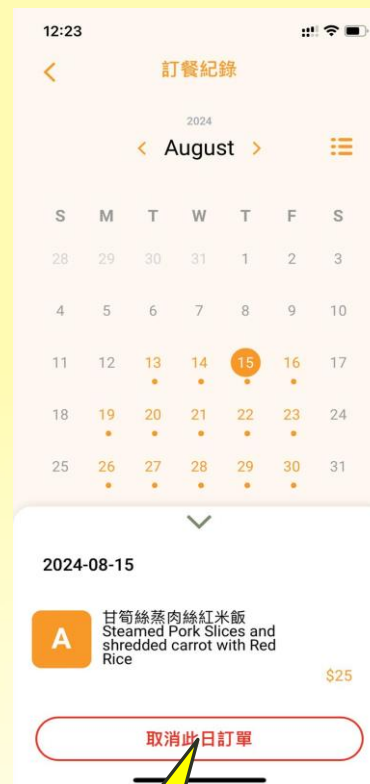 12:23
訂餐紀錄
2024
August
S M T W T F S
28 29 30 31 1 2 3
4 5 6 7 8 9 10
11 12 13 14 15 16 17
18 19 20 21 22 23 24
25 26 27 28 29 30 31
2024-08-15
A
甘筍絲蒸肉絲紅米飯
Steamed Pork Slices and
shredded carrot with Red
Rice
$25
取消此日訂單